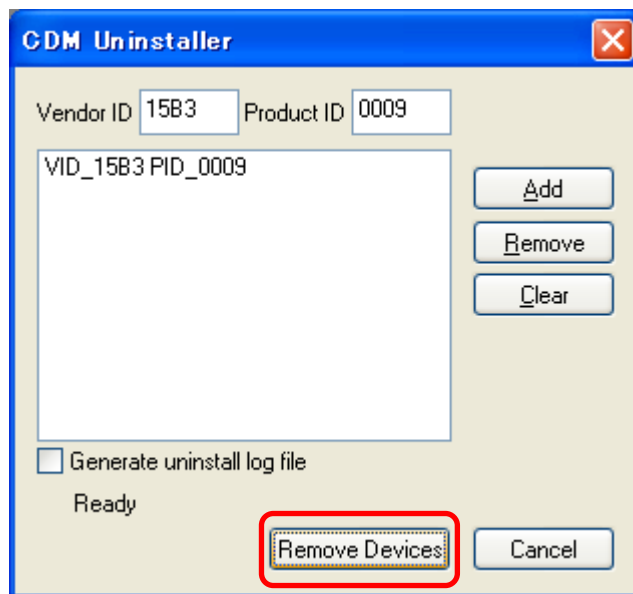 CDM Uninstaller
Vendor ID 15B3 Product ID 0009
VID_15B3 PID_0009
Add
Remove
Clear
Generate uninstall log file
Ready
Remove Devices Cancel